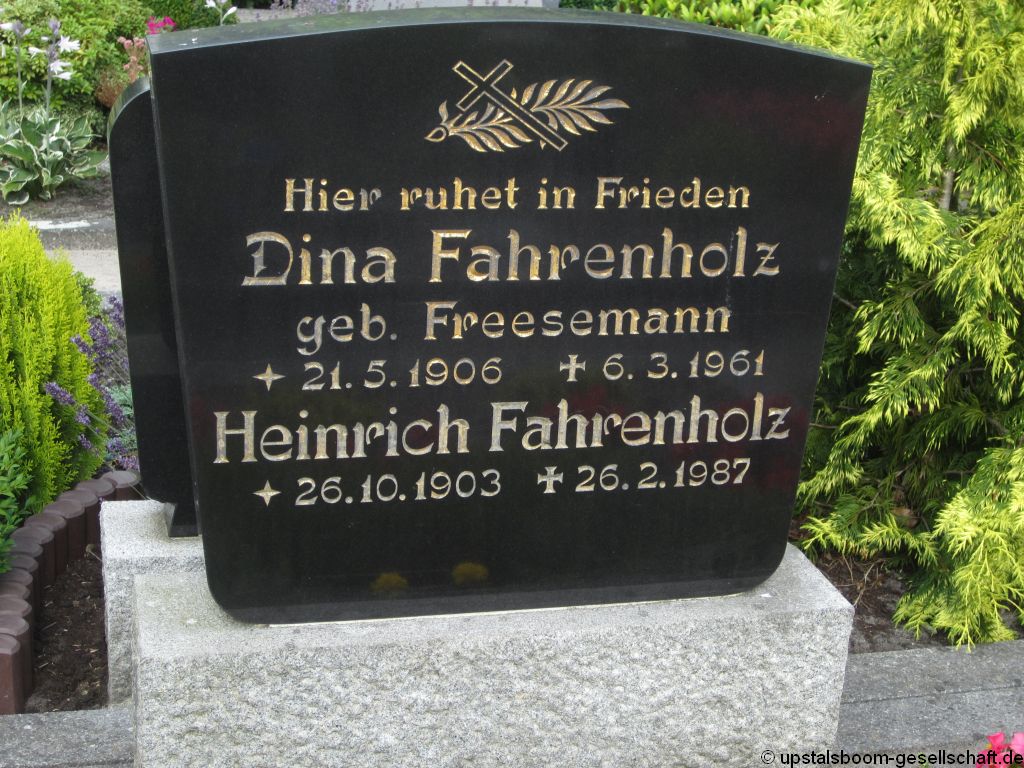 Hier ruhet in Frieden
Dina Fahrenholz
geb. Freesemann
✦ 21. 5. 1906 ✝ 6. 3. 1961
Heinrich Fahrenholz
✦ 26. 10. 1903 ✝ 26. 2. 1987
© upstalsboom-gesellschaft.de